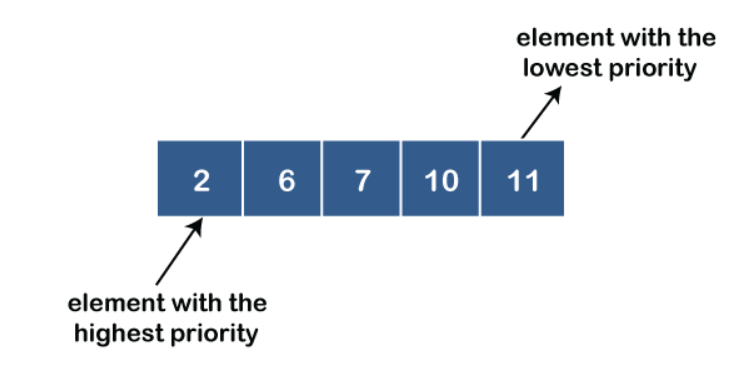 element with the
lowest priority
2 6 7 10 11
element with the
highest priority